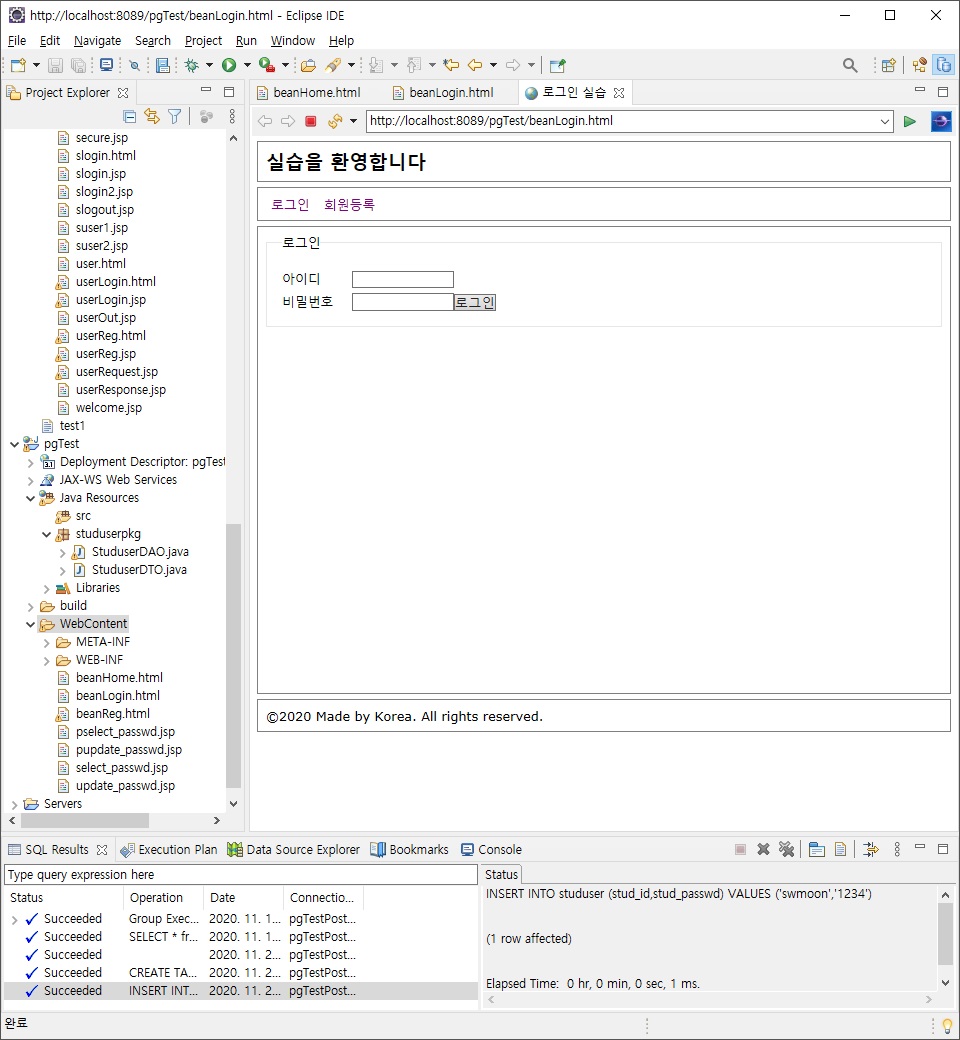 http://localhost:8089/pgTest/beanLogin.html - Eclipse IDE
File Edit Navigate Search Project Run Window Help
Project Explorer
beanHome.html beanLogin.html 로그인 실습
http://localhost:8089/pgTest/beanLogin.html
secure.jsp
slogin.html
slogin.jsp
slogin2.jsp
slogout.jsp
suser1.jsp
suser2.jsp
user.html
userLogin.html
userLogin.jsp
userOut.jsp
userReg.html
userReg.jsp
userRequest.jsp
userResponse.jsp
welcome.jsp
test1
pgTest
Deployment Descriptor: pgTest
JAX-WS Web Services
Java Resources
src
studuserpkg
StuduserDAO.java
StuduserDTO.java
Libraries
build
WebContent
META-INF
WEB-INF
beanHome.html
beanLogin.html
beanReg.html
pselect_passwd.jsp
pupdate_passwd.jsp
select_passwd.jsp
update_passwd.jsp
Servers
실습을 환영합니다
로그인 회원등록
로그인
아이디
비밀번호 로그인
©2020 Made by Korea. All rights reserved.
SQL Results Execution Plan Data Source Explorer Bookmarks Console
Type query expression here
Status Operation Date Connectio...
Succeeded Group Exec... 2020. 11. 1... pgTestPost...
Succeeded SELECT * fr... 2020. 11. 1... pgTestPost...
Succeeded 2020. 11. 2... pgTestPost...
Succeeded CREATE TA... 2020. 11. 2... pgTestPost...
Succeeded INSERT INT... 2020. 11. 2... pgTestPost...
Status
INSERT INTO studuser (stud_id,stud_passwd) VALUES ('swmoon','1234')
(1 row affected)
Elapsed Time:  0 hr, 0 min, 0 sec, 1 ms.
완료